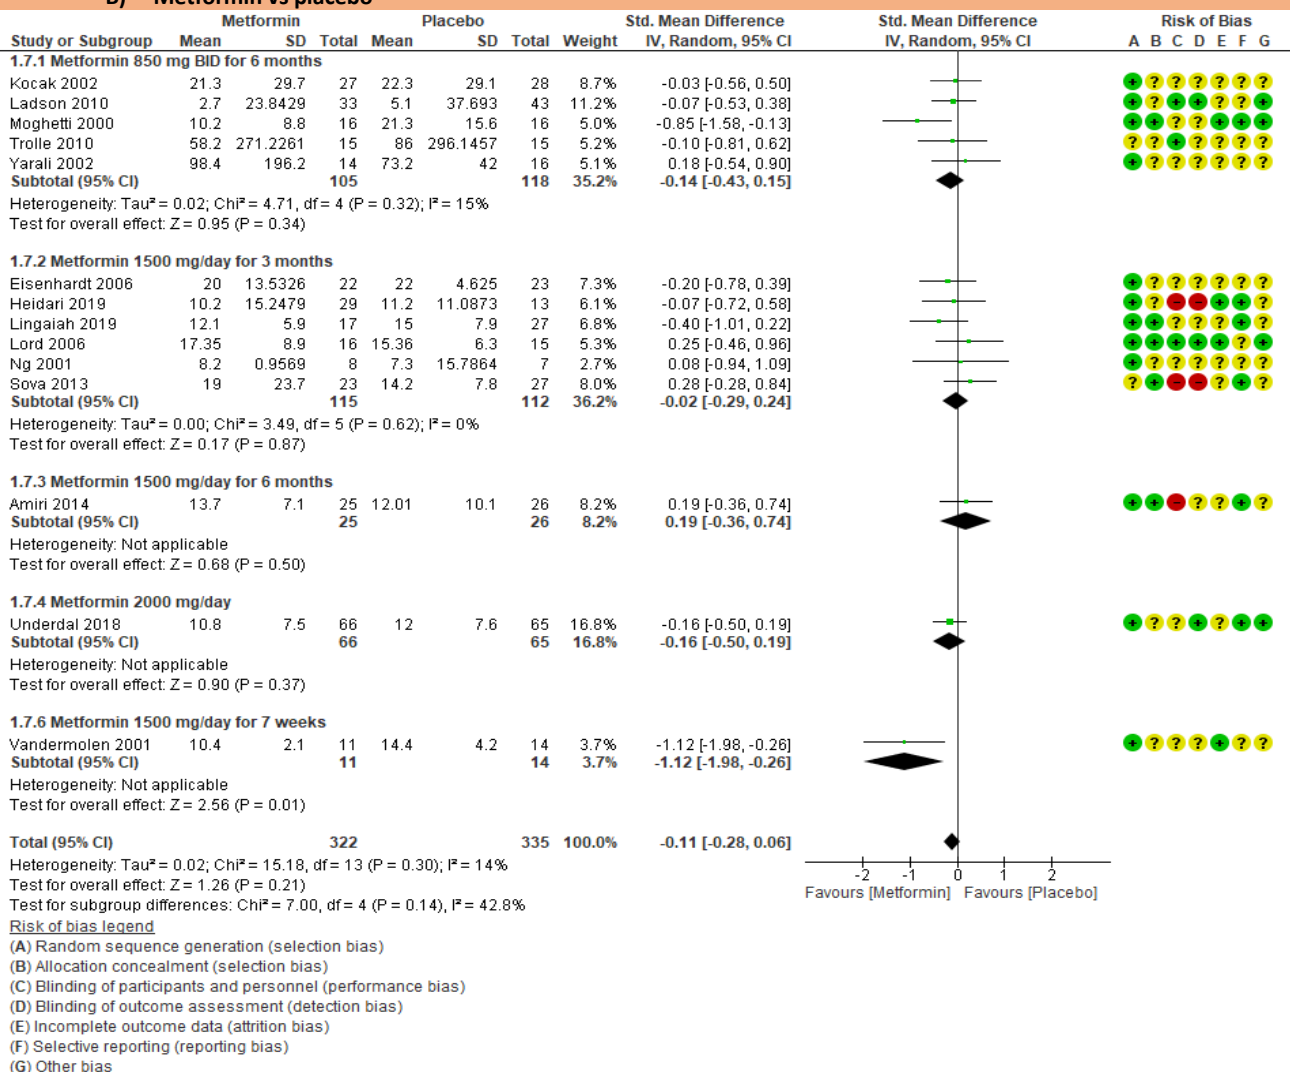 B) Metformin vs placebo
Metformin Placebo Std. Mean Difference Std. Mean Difference Risk of Bias
Study or Subgroup Mean SD Total Mean SD Total Weight IV, Random, 95% CI IV, Random, 95% CI A B C D E F G
1.7.1 Metformin 850 mg BID for 6 months
Kocak 2002 21.3 29.7 27 22.3 29.1 28 8.7% -0.03 [-0.56, 0.50] + ? ? ? ? ? ?
Ladson 2010 2.7 23.8429 33 5.1 37.693 43 11.2% -0.07 [-0.53, 0.38] + ? + + ? ? +
Moghetti 2000 10.2 8.8 16 21.3 15.6 16 5.0% -0.85 [-1.58, -0.13] + + ? ? + + +
Trolle 2010 58.2 271.2261 15 86 296.1457 15 5.2% -0.10 [-0.81, 0.62] ? ? + ? ? ? ?
Yarali 2002 98.4 196.2 14 73.2 42 16 5.1% 0.18 [-0.54, 0.90] + ? ? ? ? ? ?
Subtotal (95% CI) 105 118 35.2% -0.14 [-0.43, 0.15]
Heterogeneity: Tau² = 0.02; Chi² = 4.71, df = 4 (P = 0.32); I² = 15%
Test for overall effect: Z = 0.95 (P = 0.34)
1.7.2 Metformin 1500 mg/day for 3 months
Eisenhardt 2006 20 13.5326 22 22 4.625 23 7.3% -0.20 [-0.78, 0.39] + ? ? ? ? ? ?
Heidari 2019 10.2 15.2479 29 11.2 11.0873 13 6.1% -0.07 [-0.72, 0.58] + ? - - + + ?
Lingaiah 2019 12.1 5.9 17 15 7.9 27 6.8% -0.40 [-1.01, 0.22] + + ? ? ? + ?
Lord 2006 17.35 8.9 16 15.36 6.3 15 5.3% 0.25 [-0.46, 0.96] + + + + + ? +
Ng 2001 8.2 0.9569 8 7.3 15.7864 7 2.7% 0.08 [-0.94, 1.09] + ? ? ? ? ? ?
Sova 2013 19 23.7 23 14.2 7.8 27 8.0% 0.28 [-0.28, 0.84] ? + - - ? + ?
Subtotal (95% CI) 115 112 36.2% -0.02 [-0.29, 0.24]
Heterogeneity: Tau² = 0.00; Chi² = 3.49, df = 5 (P = 0.62); I² = 0%
Test for overall effect: Z = 0.17 (P = 0.87)
1.7.3 Metformin 1500 mg/day for 6 months
Amiri 2014 13.7 7.1 25 12.01 10.1 26 8.2% 0.19 [-0.36, 0.74] + + - ? ? + ?
Subtotal (95% CI) 25 26 8.2% 0.19 [-0.36, 0.74]
Heterogeneity: Not applicable
Test for overall effect: Z = 0.68 (P = 0.50)
1.7.4 Metformin 2000 mg/day
Underdal 2018 10.8 7.5 66 12 7.6 65 16.8% -0.16 [-0.50, 0.19] + ? ? + ? + +
Subtotal (95% CI) 66 65 16.8% -0.16 [-0.50, 0.19]
Heterogeneity: Not applicable
Test for overall effect: Z = 0.90 (P = 0.37)
1.7.6 Metformin 1500 mg/day for 7 weeks
Vandermolen 2001 10.4 2.1 11 14.4 4.2 14 3.7% -1.12 [-1.98, -0.26] + ? ? ? + ? ?
Subtotal (95% CI) 11 14 3.7% -1.12 [-1.98, -0.26]
Heterogeneity: Not applicable
Test for overall effect: Z = 2.56 (P = 0.01)
Total (95% CI) 322 335 100.0% -0.11 [-0.28, 0.06]
Heterogeneity: Tau² = 0.02; Chi² = 15.18, df = 13 (P = 0.30); I² = 14%
Test for overall effect: Z = 1.26 (P = 0.21)
Test for subgroup differences: Chi² = 7.00, df = 4 (P = 0.14), I² = 42.8%
-2 -1 0 1 2
Favours [Metformin] Favours [Placebo]
Risk of bias legend
(A) Random sequence generation (selection bias)
(B) Allocation concealment (selection bias)
(C) Blinding of participants and personnel (performance bias)
(D) Blinding of outcome assessment (detection bias)
(E) Incomplete outcome data (attrition bias)
(F) Selective reporting (reporting bias)
(G) Other bias